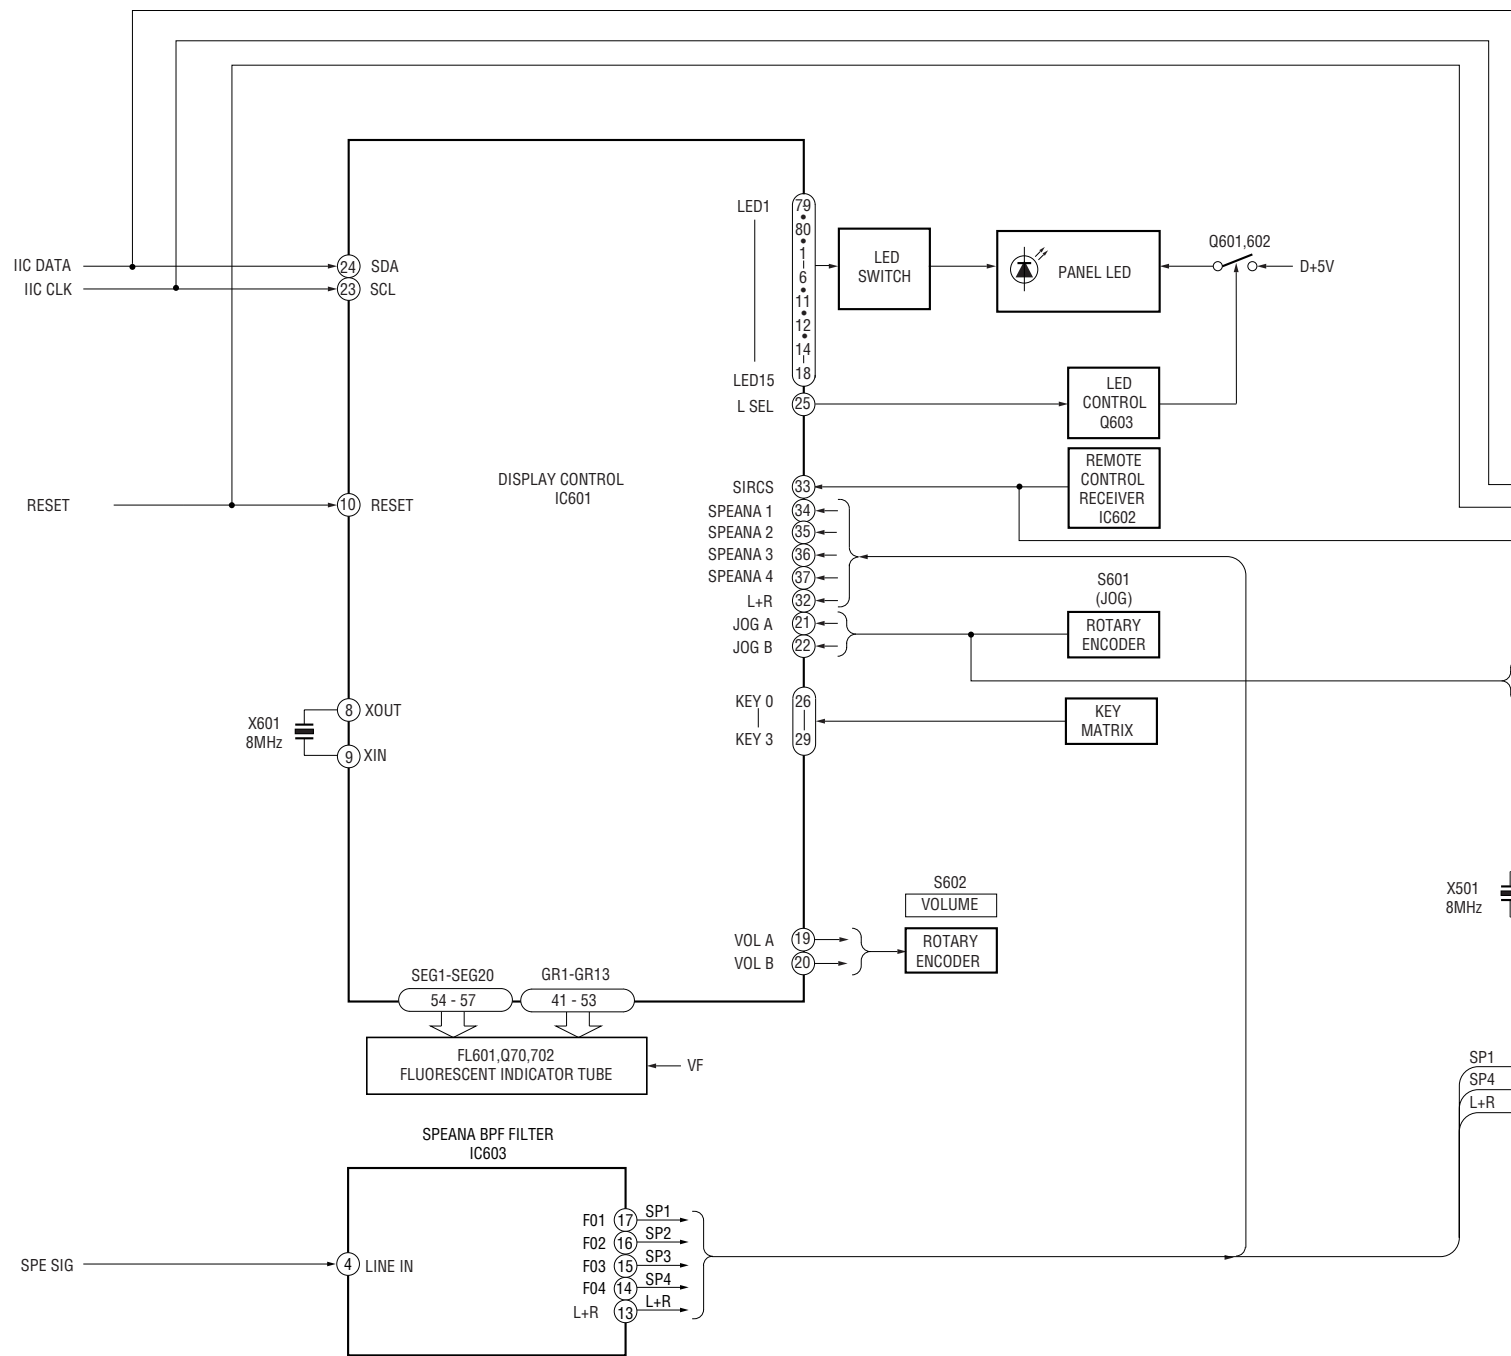 LED1
79
80
1
6
11
12
14
18
LED15
LED
SWITCH
PANEL LED
Q601,602
D+5V
IIC DATA
24
SDA
IIC CLK
23
SCL
L SEL
25
LED
CONTROL
Q603
DISPLAY CONTROL
IC601
REMOTE
CONTROL
RECEIVER
IC602
SIRCS
33
RESET
10
RESET
SPEANA 1
34
SPEANA 2
35
SPEANA 3
36
SPEANA 4
37
L+R
32
JOG A
21
JOG B
22
S601
(JOG)
ROTARY
ENCODER
KEY 0
26
KEY 3
29
KEY
MATRIX
X601
8MHz
8
XOUT
9
XIN
S602
VOLUME
ROTARY
ENCODER
VOL A
19
VOL B
20
X501
8MHz
SEG1-SEG20
GR1-GR13
54 - 57
41 - 53
FL601,Q70,702
FLUORESCENT INDICATOR TUBE
VF
SP1
SP4
L+R
SPEANA BPF FILTER
IC603
SPE SIG
4
LINE IN
F01
17
SP1
F02
16
SP2
F03
15
SP3
F04
14
SP4
L+R
13
L+R